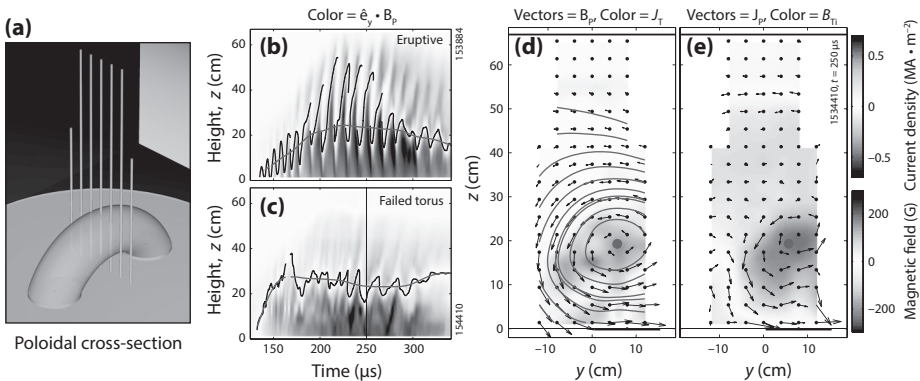 (a)
Poloidal cross-section
Color = ê_y • B_P
(b)
Eruptive
153884
Height, z (cm)
60
40
20
0
(c)
Failed torus
154410
Height, z (cm)
60
40
20
0
150 200 250 300
Time (µs)
Vectors = B_P, Color = J_T
(d)
z (cm)
60
50
40
30
20
10
0
−10 0 10
y (cm)
Vectors = J_P, Color = B_Ti
(e)
1534410, t = 250 µs
−10 0 10
y (cm)
0.5
0
−0.5
Current density (MA · m⁻²)
200
0
−200
Magnetic field (G)